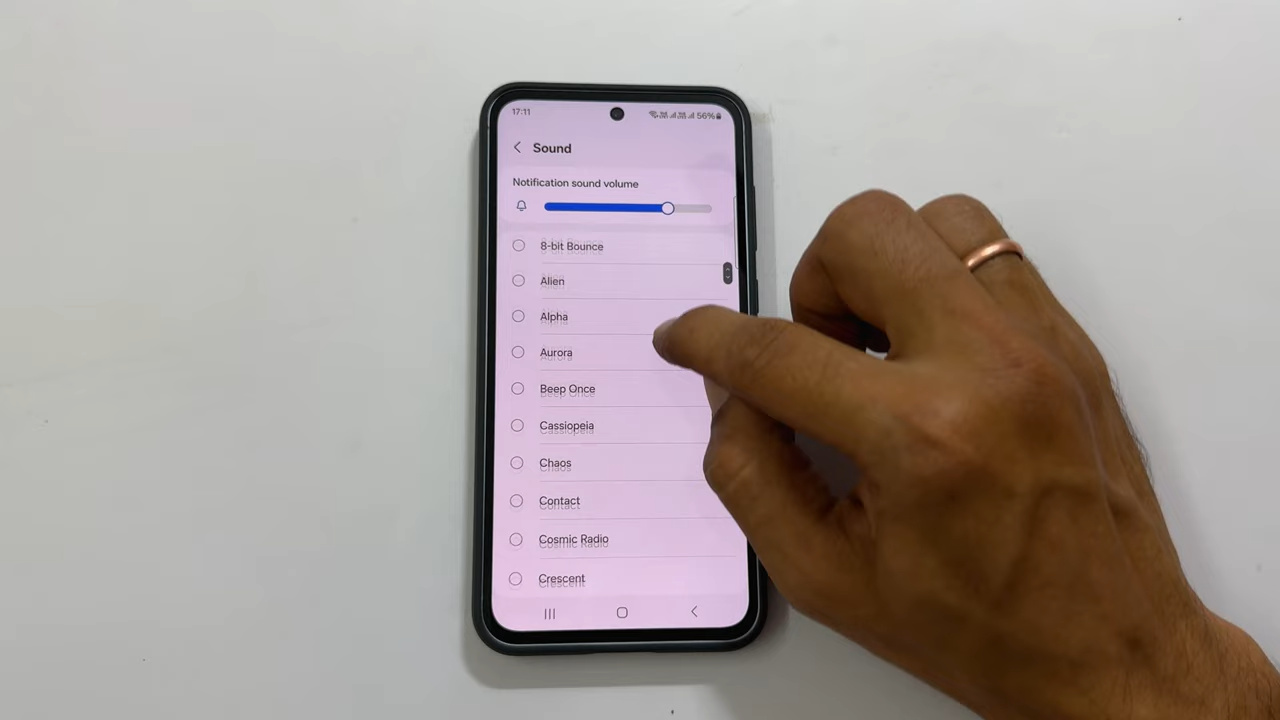 17:11
56%
Sound
Notification sound volume
8-bit Bounce
Alien
Alpha
Aurora
Beep Once
Cassiopeia
Chaos
Contact
Cosmic Radio
Crescent